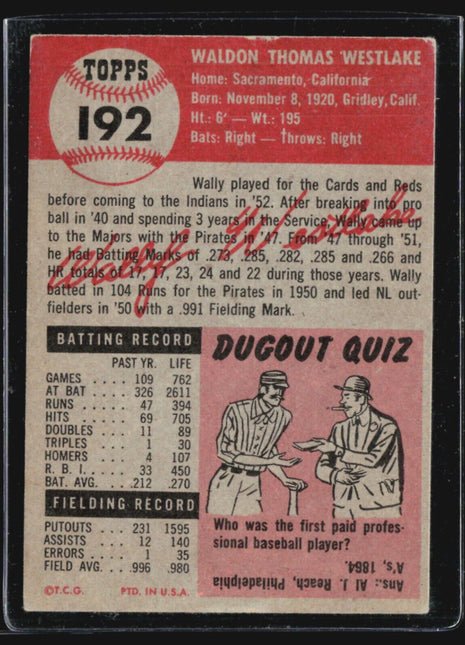 TOPPS
192
WALDON THOMAS WESTLAKE
Home: Sacramento, California
Born: November 8, 1920, Gridley, Calif.
Ht.: 6' — Wt.: 195
Bats: Right — Throws: Right
Wally played for the Cards and Reds
before coming to the Indians in '52. After breaking into pro
ball in '40 and spending 3 years in the Service, Wally came up
to the Majors with the Pirates in '47. From '47 through '51,
he had Batting Marks of .273, .285, .282, .285 and .266 and
HR totals of 17, 17, 23, 24 and 22 during those years. Wally
batted in 104 Runs for the Pirates in 1950 and led NL out-
fielders in '50 with a .991 Fielding Mark.
Wally Westlake
BATTING RECORD
PAST YR. LIFE
GAMES .... 109 762
AT BAT .... 326 2611
RUNS .... 47 394
HITS .... 69 705
DOUBLES ... 11 89
TRIPLES ... 1 30
HOMERS ... 4 107
R. B. I. .... 33 450
BAT. AVG. ... .212 .270
FIELDING RECORD
PUTOUTS ... 231 1595
ASSISTS ... 12 140
ERRORS ... 1 35
FIELD AVG. ... .996 .980
©T.C.G. PTD. IN U.S.A.
DUGOUT QUIZ
Who was the first paid profes-
sional baseball player?
Ans.: Al J. Reach, Philadelphia
A's, 1864.